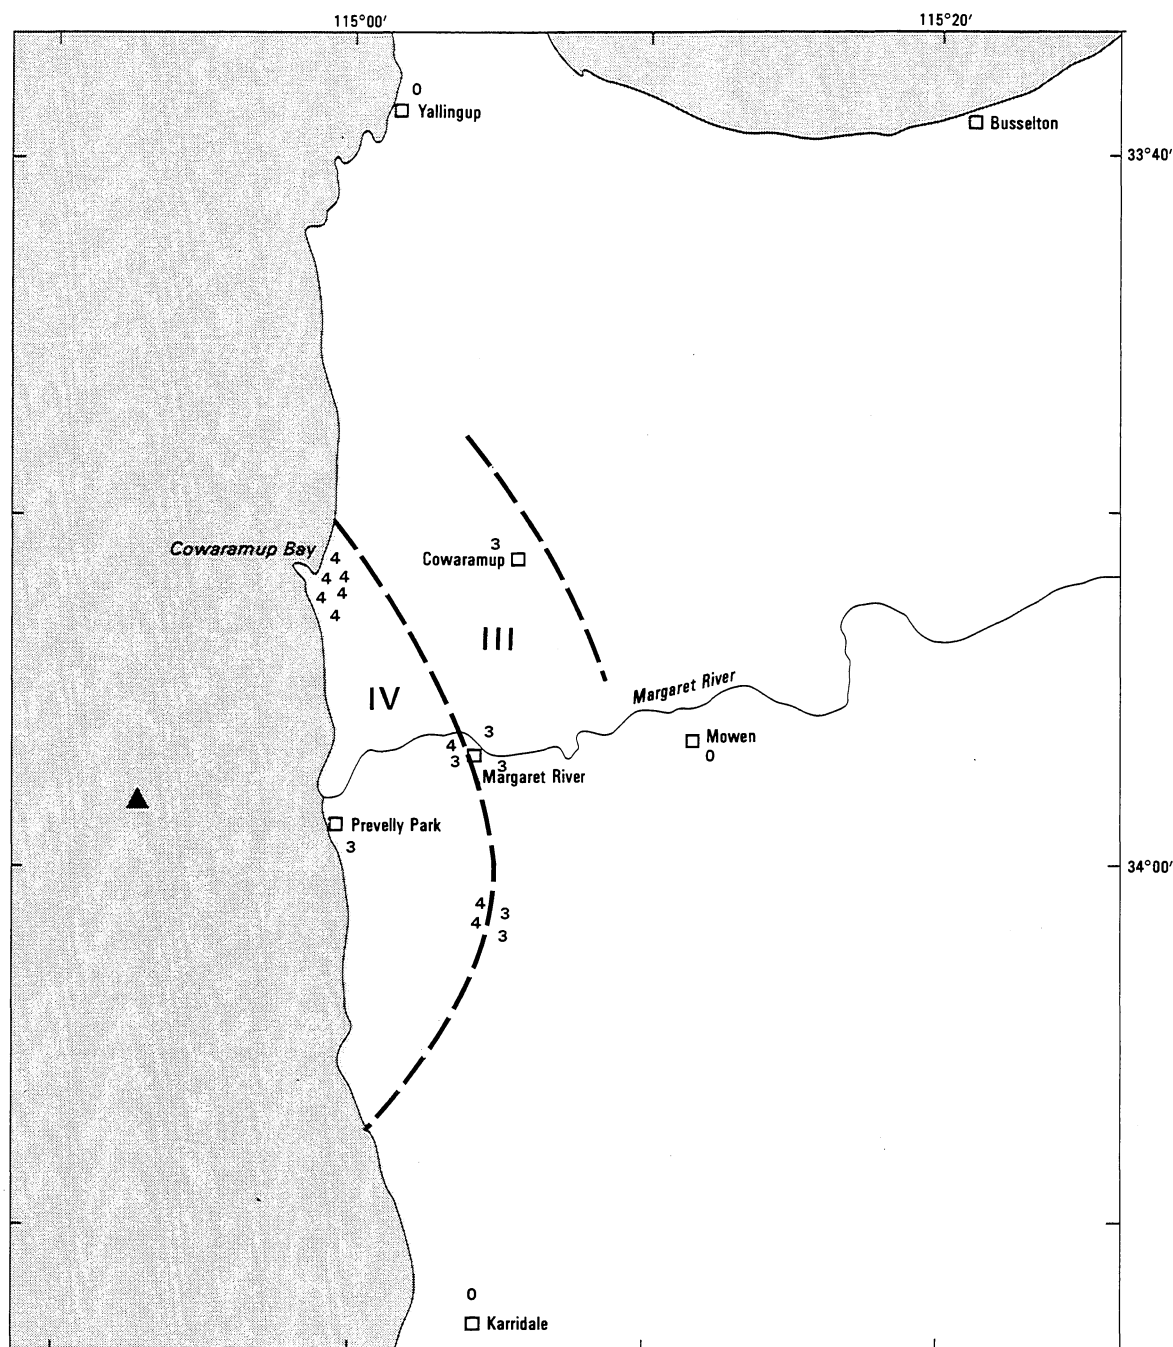 115°00'
115°20'
0
Yallingup
Busselton
33°40'
3
Cowaramup Bay
Cowaramup
4
4 4
4 4
4
III
IV
Margaret River
3
4
3 3
Margaret River
Mowen
0
Prevelly Park
3
34°00'
4 3
4 3
0
Karridale